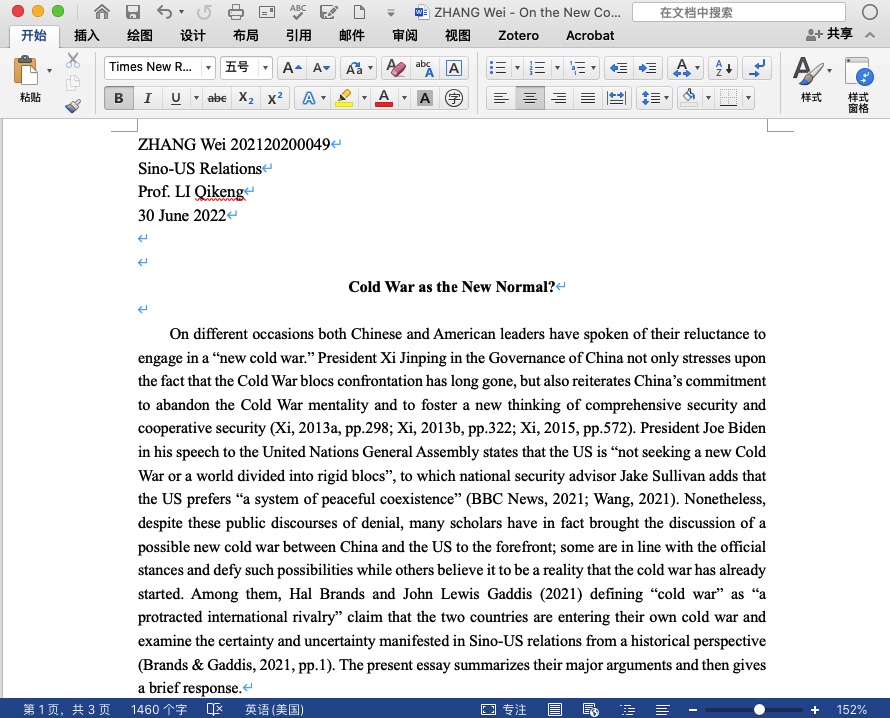 ZHANG Wei - On the New Co...
在文档中搜索
开始 插入 绘图 设计 布局 引用 邮件 审阅 视图 Zotero Acrobat 共享
粘贴 Times New R... 五号 样式 样式窗格
ZHANG Wei 202120200049
Sino-US Relations
Prof. LI Qikeng
30 June 2022
Cold War as the New Normal?
On different occasions both Chinese and American leaders have spoken of their reluctance to
engage in a “new cold war.” President Xi Jinping in the Governance of China not only stresses upon
the fact that the Cold War blocs confrontation has long gone, but also reiterates China’s commitment
to abandon the Cold War mentality and to foster a new thinking of comprehensive security and
cooperative security (Xi, 2013a, pp.298; Xi, 2013b, pp.322; Xi, 2015, pp.572). President Joe Biden
in his speech to the United Nations General Assembly states that the US is “not seeking a new Cold
War or a world divided into rigid blocs”, to which national security advisor Jake Sullivan adds that
the US prefers “a system of peaceful coexistence” (BBC News, 2021; Wang, 2021). Nonetheless,
despite these public discourses of denial, many scholars have in fact brought the discussion of a
possible new cold war between China and the US to the forefront; some are in line with the official
stances and defy such possibilities while others believe it to be a reality that the cold war has already
started. Among them, Hal Brands and John Lewis Gaddis (2021) defining “cold war” as “a
protracted international rivalry” claim that the two countries are entering their own cold war and
examine the certainty and uncertainty manifested in Sino-US relations from a historical perspective
(Brands & Gaddis, 2021, pp.1). The present essay summarizes their major arguments and then gives
a brief response.
第 1 页，共 3 页 1460 个字 英语 (美国) 专注 152%